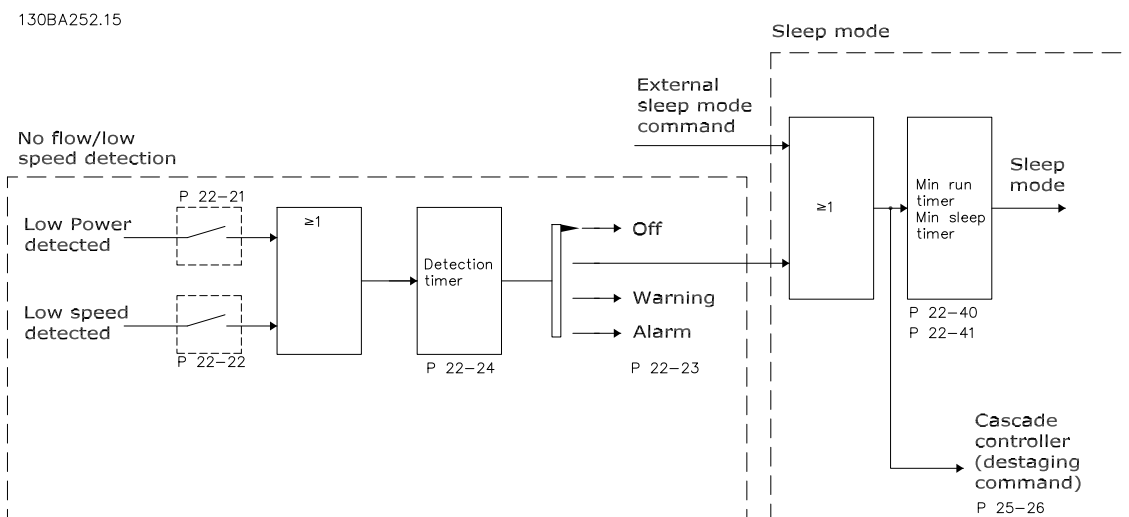 130BA252.15
Sleep mode
External
sleep mode
command
No flow/low
speed detection
P 22-21
Low Power
detected
≥1
Detection
timer
Off
Warning
Alarm
Low speed
detected
P 22-22
P 22-24
P 22-23
≥1
Min run
timer
Min sleep
timer
Sleep
mode
P 22-40
P 22-41
Cascade
controller
(destaging
command)
P 25-26